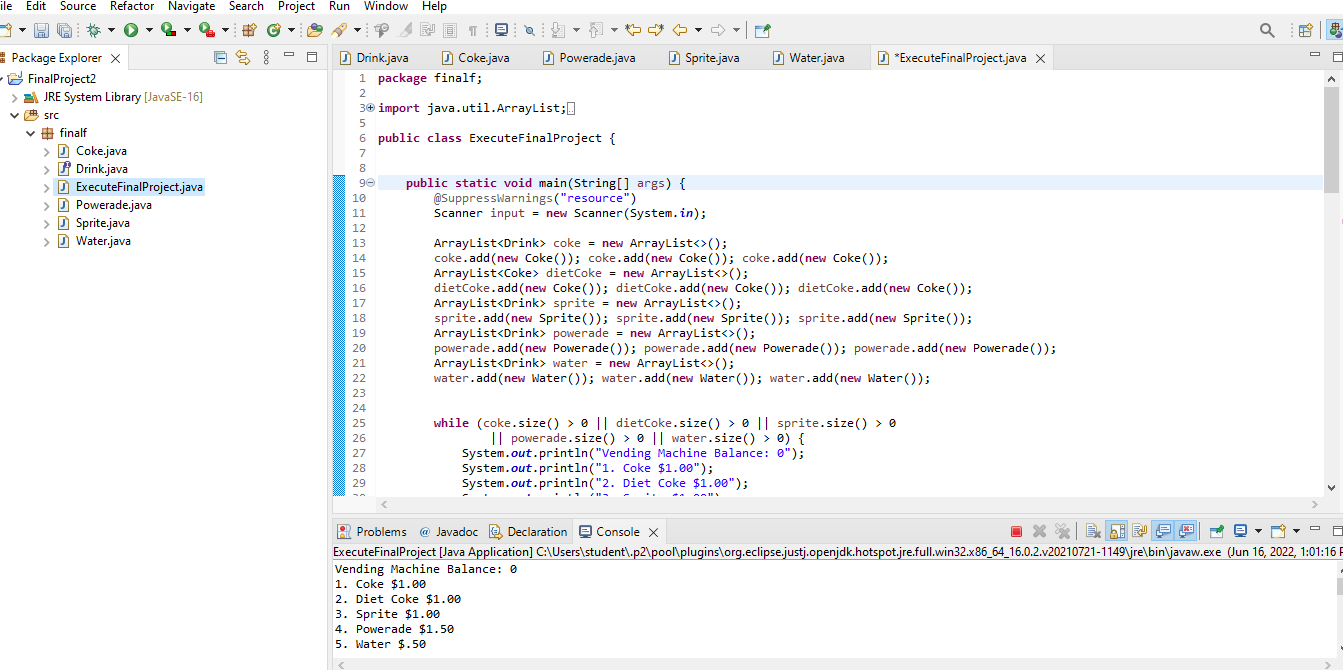 ile Edit Source Refactor Navigate Search Project Run Window Help
Package Explorer
FinalProject2
JRE System Library [JavaSE-16]
src
finalf
Coke.java
Drink.java
ExecuteFinalProject.java
Powerade.java
Sprite.java
Water.java
Drink.java Coke.java Powerade.java Sprite.java Water.java *ExecuteFinalProject.java
1 package finalf;
2
3 import java.util.ArrayList;
5
6 public class ExecuteFinalProject {
7
8
9 public static void main(String[] args) {
10 @SuppressWarnings("resource")
11 Scanner input = new Scanner(System.in);
12
13 ArrayList<Drink> coke = new ArrayList<>();
14 coke.add(new Coke()); coke.add(new Coke()); coke.add(new Coke());
15 ArrayList<Coke> dietCoke = new ArrayList<>();
16 dietCoke.add(new Coke()); dietCoke.add(new Coke()); dietCoke.add(new Coke());
17 ArrayList<Drink> sprite = new ArrayList<>();
18 sprite.add(new Sprite()); sprite.add(new Sprite()); sprite.add(new Sprite());
19 ArrayList<Drink> powerade = new ArrayList<>();
20 powerade.add(new Powerade()); powerade.add(new Powerade()); powerade.add(new Powerade());
21 ArrayList<Drink> water = new ArrayList<>();
22 water.add(new Water()); water.add(new Water()); water.add(new Water());
23
24
25 while (coke.size() > 0 || dietCoke.size() > 0 || sprite.size() > 0
26 || powerade.size() > 0 || water.size() > 0) {
27 System.out.println("Vending Machine Balance: 0");
28 System.out.println("1. Coke $1.00");
29 System.out.println("2. Diet Coke $1.00");
Problems @ Javadoc Declaration Console
ExecuteFinalProject [Java Application] C:\Users\student\.p2\pool\plugins\org.eclipse.justj.openjdk.hotspot.jre.full.win32.x86_64_16.0.2.v20210721-1149\jre\bin\javaw.exe (Jun 16, 2022, 1:01:16 P
Vending Machine Balance: 0
1. Coke $1.00
2. Diet Coke $1.00
3. Sprite $1.00
4. Powerade $1.50
5. Water $.50